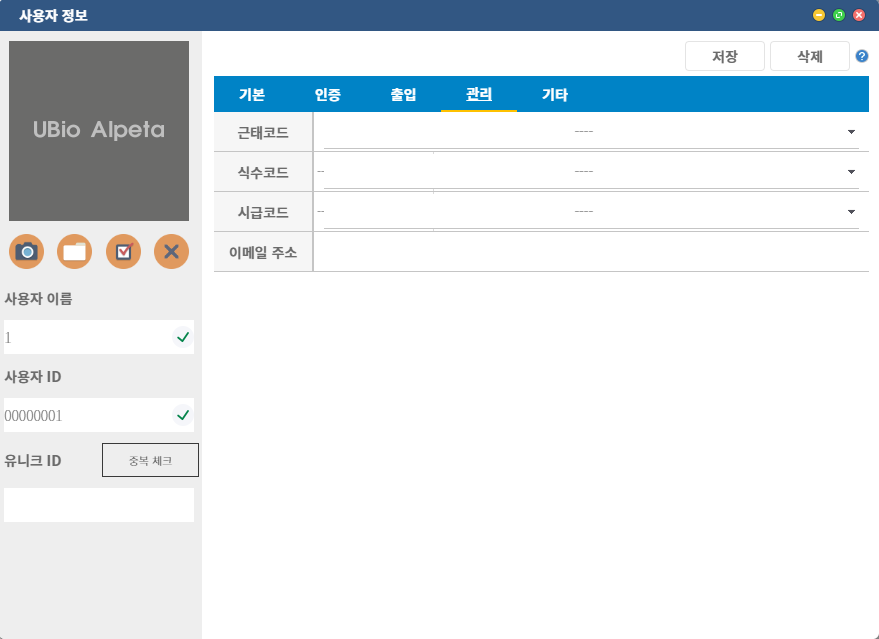 사용자 정보
저장 삭제 ?
UBio Alpeta
기본 인증 출입 관리 기타
근태코드 ----
식수코드 -- ----
시급코드 -- ----
이메일 주소
사용자 이름
1
사용자 ID
00000001
유니크 ID 중복 체크